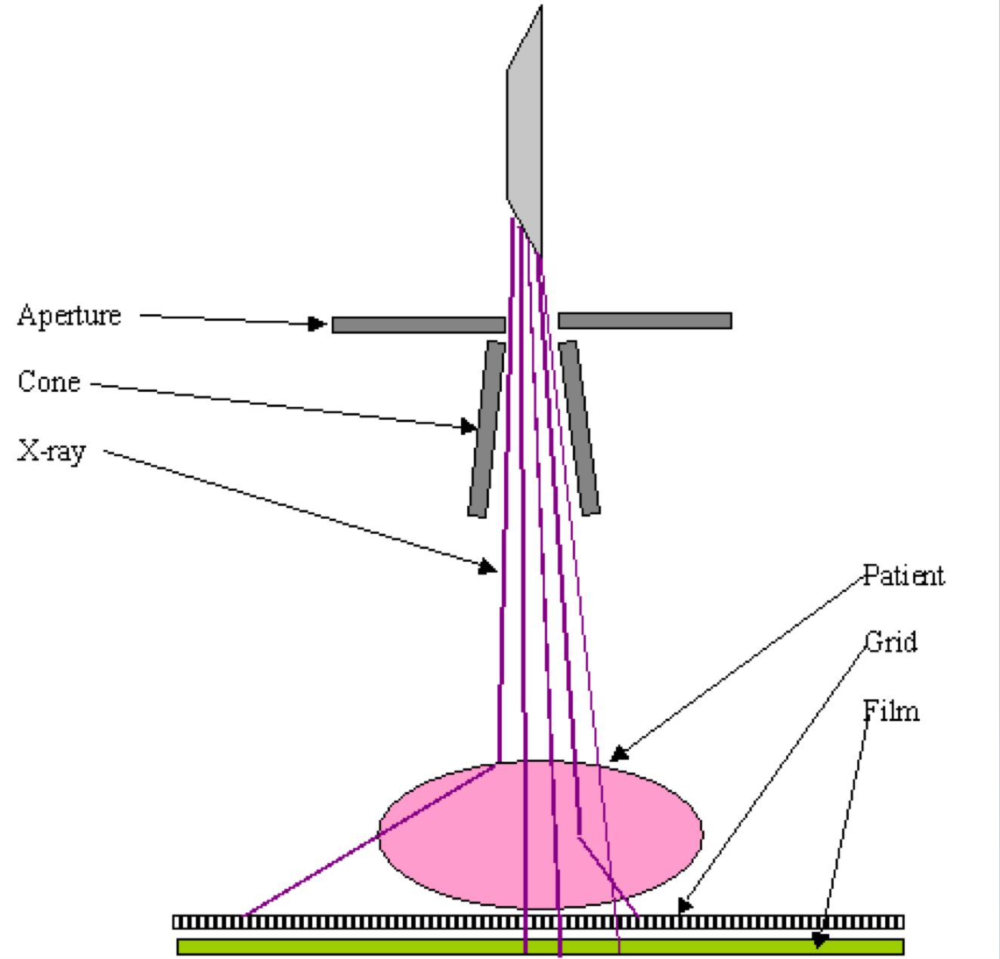 Aperture
Cone
X-ray
Patient
Grid
Film